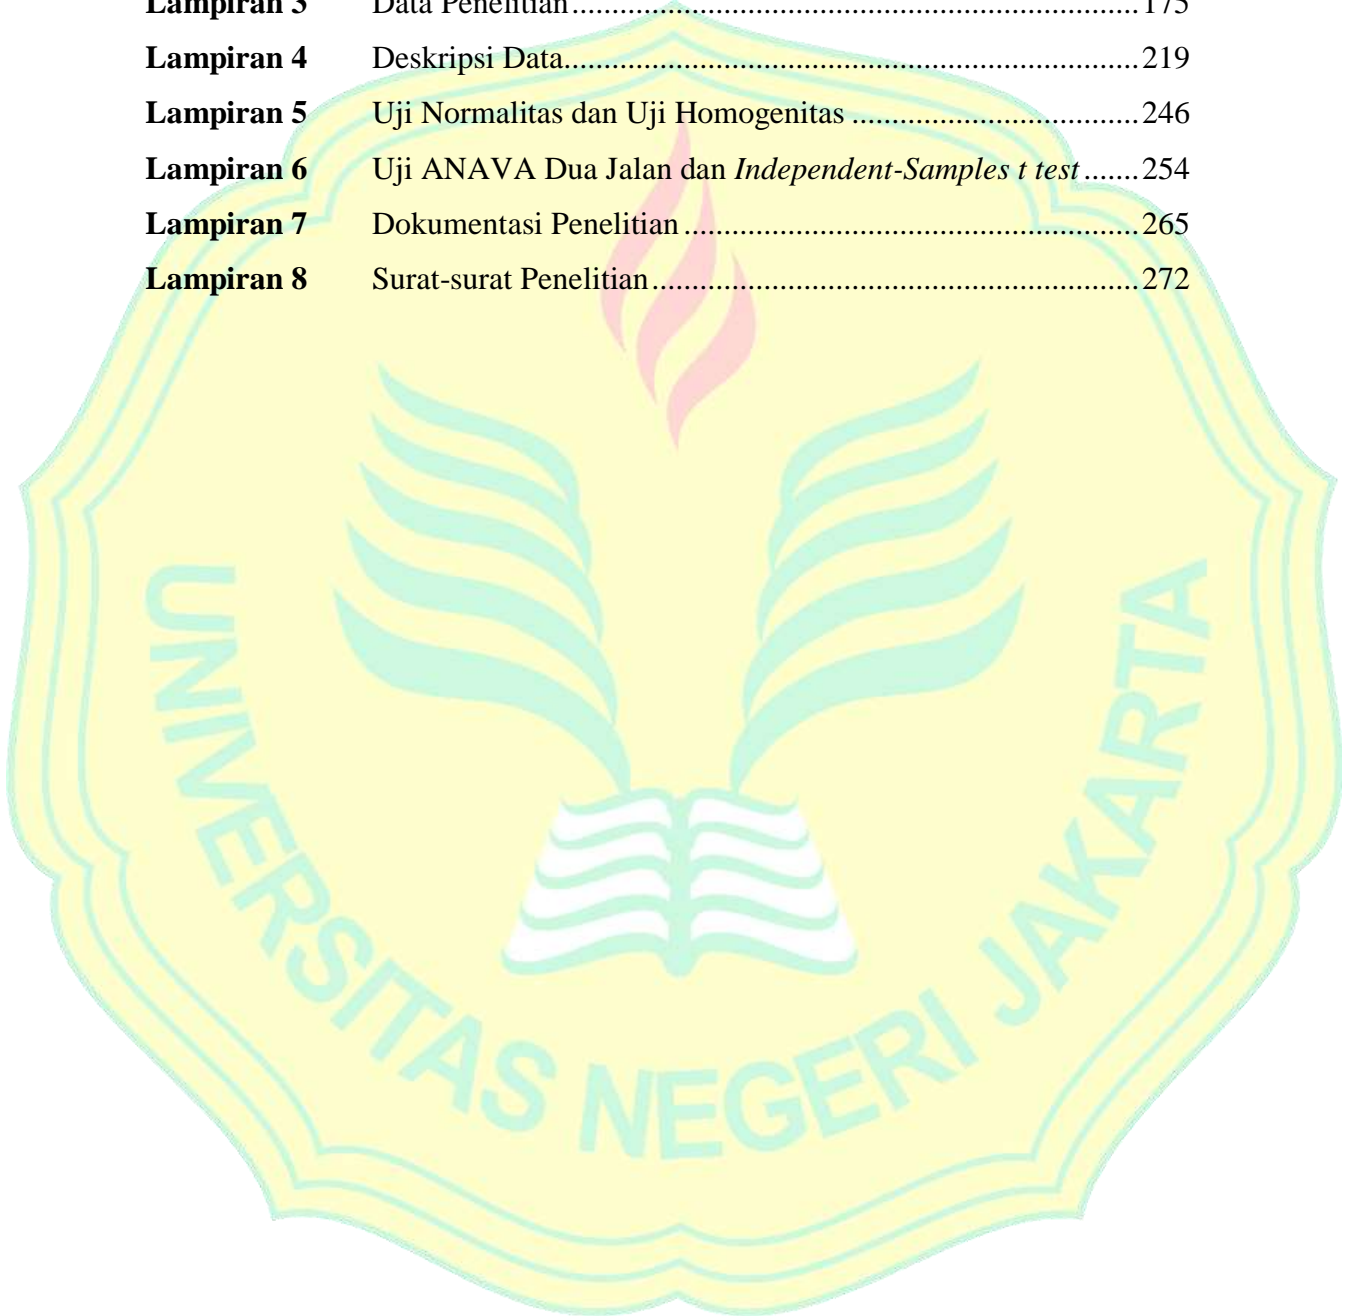 Lampiran 3 Data Penelitian......................................................................175
Lampiran 4 Deskripsi Data.......................................................................219
Lampiran 5 Uji Normalitas dan Uji Homogenitas ...................................246
Lampiran 6 Uji ANAVA Dua Jalan dan Independent-Samples t test.......254
Lampiran 7 Dokumentasi Penelitian ........................................................265
Lampiran 8 Surat-surat Penelitian............................................................272
UNIVERSITAS NEGERI JAKARTA